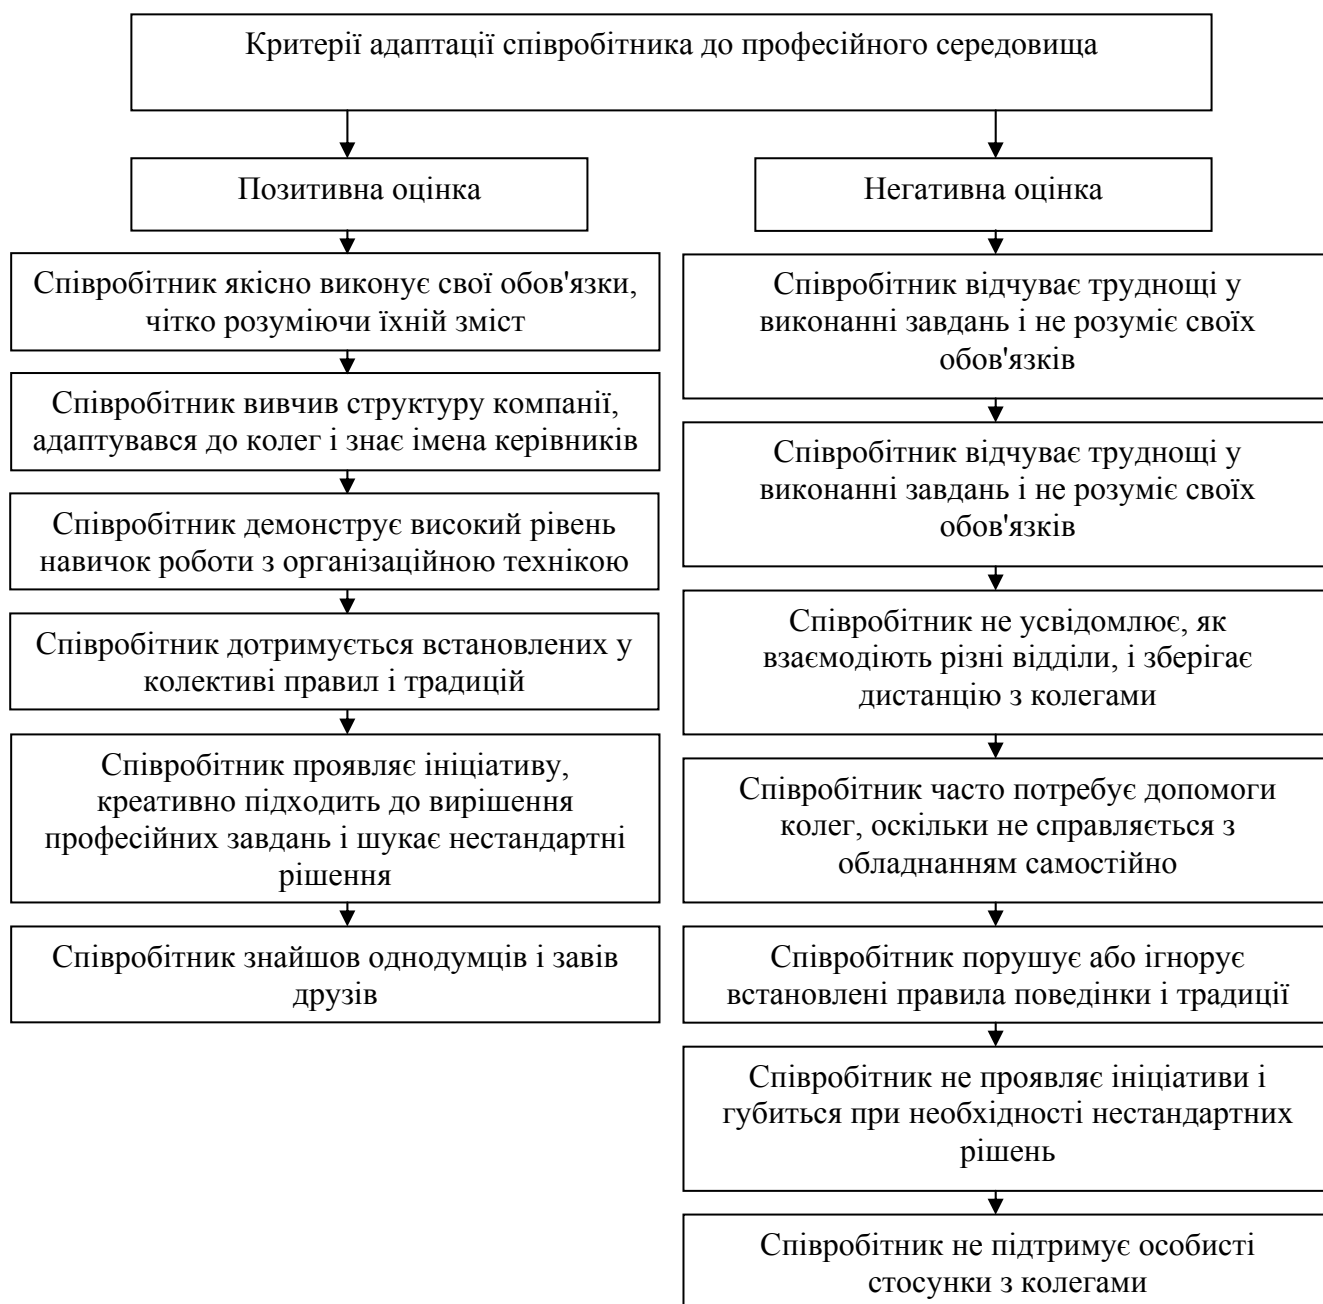 Критерії адаптації співробітника до професійного середовища
Позитивна оцінка
Співробітник якісно виконує свої обов'язки,
чітко розуміючи їхній зміст
Співробітник вивчив структуру компанії,
адаптувався до колег і знає імена керівників
Співробітник демонструє високий рівень
навичок роботи з організаційною технікою
Співробітник дотримується встановлених у
колективі правил і традицій
Співробітник проявляє ініціативу,
креативно підходить до вирішення
професійних завдань і шукає нестандартні
рішення
Співробітник знайшов однодумців і завів
друзів
Негативна оцінка
Співробітник відчуває труднощі у
виконанні завдань і не розуміє своїх
обов'язків
Співробітник відчуває труднощі у
виконанні завдань і не розуміє своїх
обов'язків
Співробітник не усвідомлює, як
взаємодіють різні відділи, і зберігає
дистанцію з колегами
Співробітник часто потребує допомоги
колег, оскільки не справляється з
обладнанням самостійно
Співробітник порушує або ігнорує
встановлені правила поведінки і традиції
Співробітник не проявляє ініціативи і
губиться при необхідності нестандартних
рішень
Співробітник не підтримує особисті
стосунки з колегами